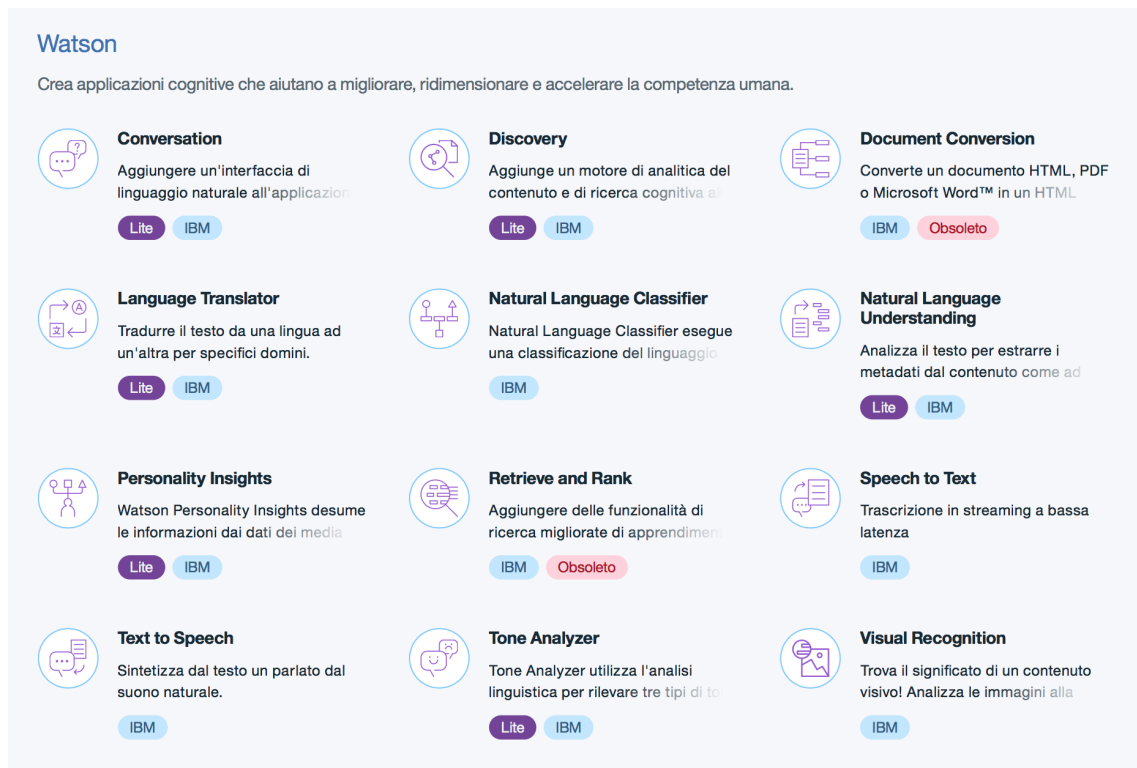 Watson
Crea applicazioni cognitive che aiutano a migliorare, ridimensionare e accelerare la competenza umana.
Conversation
Aggiungere un'interfaccia di
linguaggio naturale all'applicazion
Lite IBM
Discovery
Aggiunge un motore di analitica del
contenuto e di ricerca cognitiva al
Lite IBM
Document Conversion
Converte un documento HTML, PDF
o Microsoft Word™ in un HTML
IBM Obsoleto
Language Translator
Tradurre il testo da una lingua ad
un'altra per specifici domini.
Lite IBM
Natural Language Classifier
Natural Language Classifier esegue
una classificazione del linguaggio
IBM
Natural Language
Understanding
Analizza il testo per estrarre i
metadati dal contenuto come ad
Lite IBM
Personality Insights
Watson Personality Insights desume
le informazioni dai dati dei media
Lite IBM
Retrieve and Rank
Aggiungere delle funzionalità di
ricerca migliorate di apprendimen
IBM Obsoleto
Speech to Text
Trascrizione in streaming a bassa
latenza
IBM
Text to Speech
Sintetizza dal testo un parlato dal
suono naturale.
IBM
Tone Analyzer
Tone Analyzer utilizza l'analisi
linguistica per rilevare tre tipi di
Lite IBM
Visual Recognition
Trova il significato di un contenuto
visivo! Analizza le immagini alla
IBM